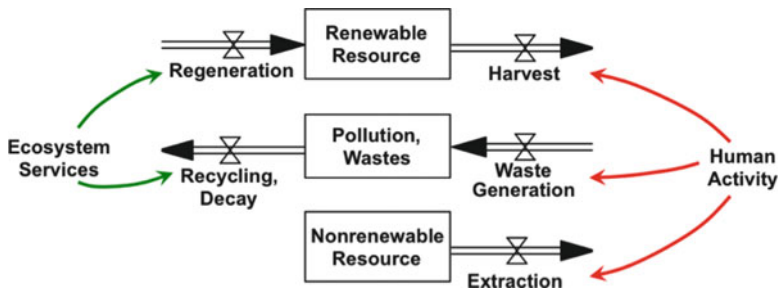 Renewable
Resource
Regeneration
Harvest
Ecosystem
Services
Pollution,
Wastes
Recycling,
Decay
Waste
Generation
Human
Activity
Nonrenewable
Resource
Extraction